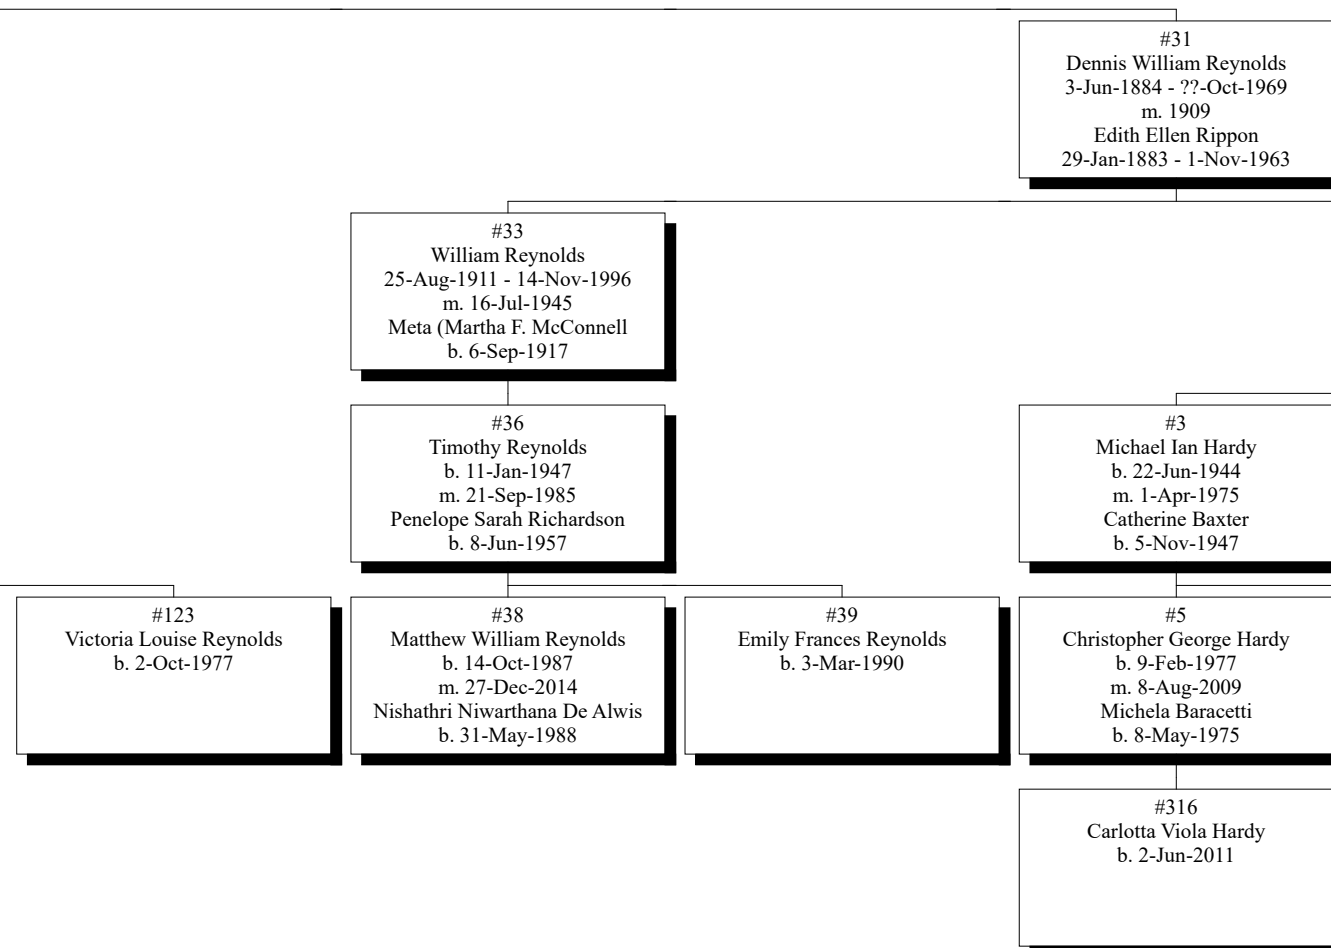 #31
Dennis William Reynolds
3-Jun-1884 - ??-Oct-1969
m. 1909
Edith Ellen Rippon
29-Jan-1883 - 1-Nov-1963
#33
William Reynolds
25-Aug-1911 - 14-Nov-1996
m. 16-Jul-1945
Meta (Martha F. McConnell
b. 6-Sep-1917
#36
Timothy Reynolds
b. 11-Jan-1947
m. 21-Sep-1985
Penelope Sarah Richardson
b. 8-Jun-1957
#3
Michael Ian Hardy
b. 22-Jun-1944
m. 1-Apr-1975
Catherine Baxter
b. 5-Nov-1947
#123
Victoria Louise Reynolds
b. 2-Oct-1977
#38
Matthew William Reynolds
b. 14-Oct-1987
m. 27-Dec-2014
Nishathri Niwarthana De Alwis
b. 31-May-1988
#39
Emily Frances Reynolds
b. 3-Mar-1990
#5
Christopher George Hardy
b. 9-Feb-1977
m. 8-Aug-2009
Michela Baracetti
b. 8-May-1975
#316
Carlotta Viola Hardy
b. 2-Jun-2011